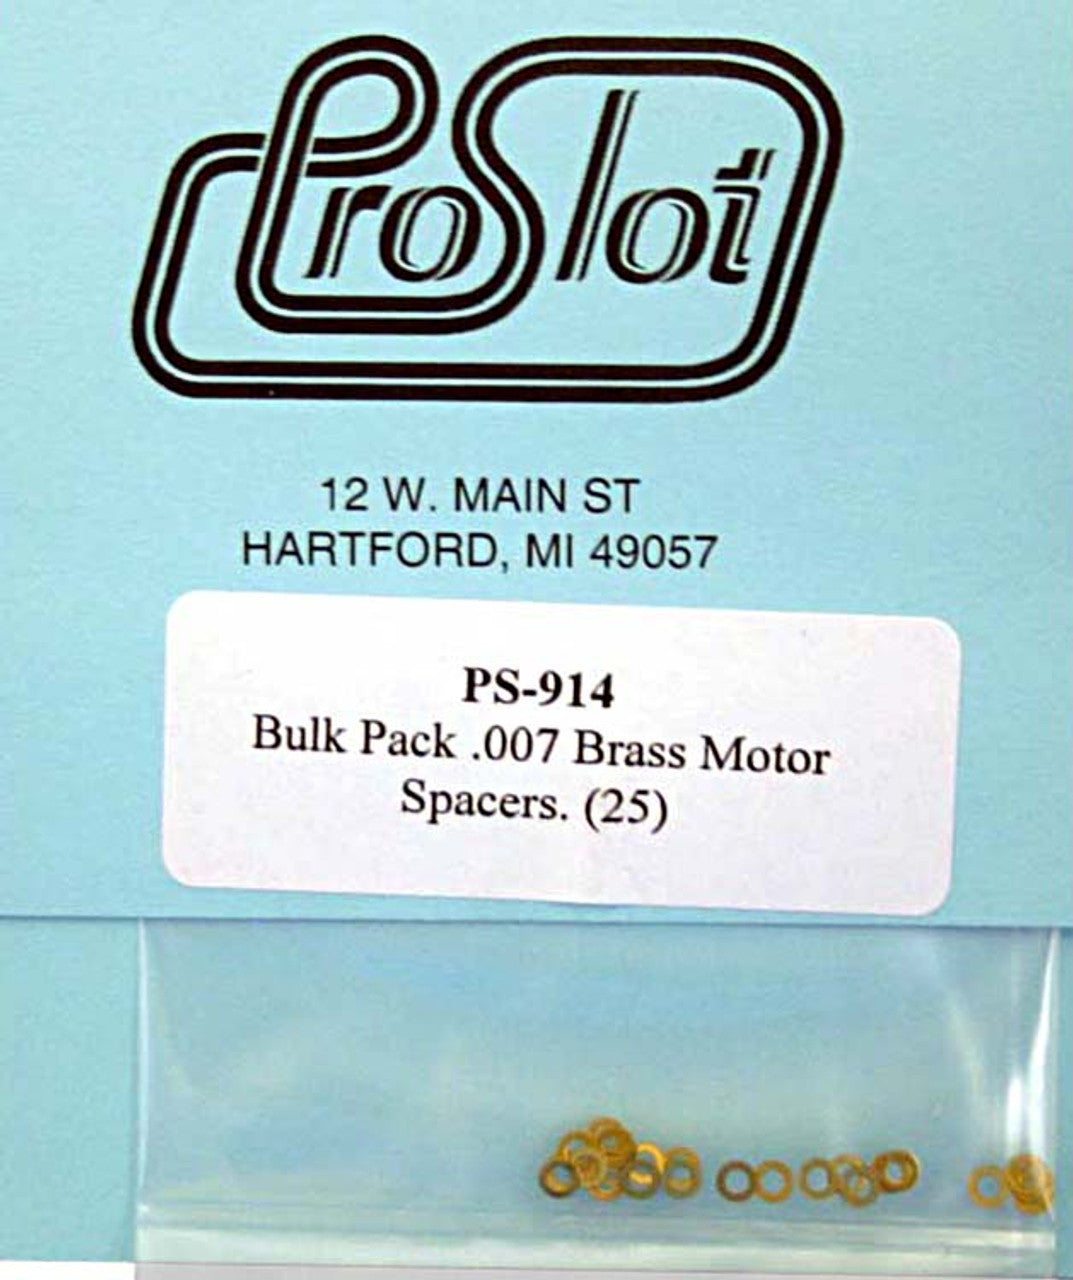 ProSlot
12 W. MAIN ST
HARTFORD, MI 49057
PS-914
Bulk Pack .007 Brass Motor
Spacers. (25)